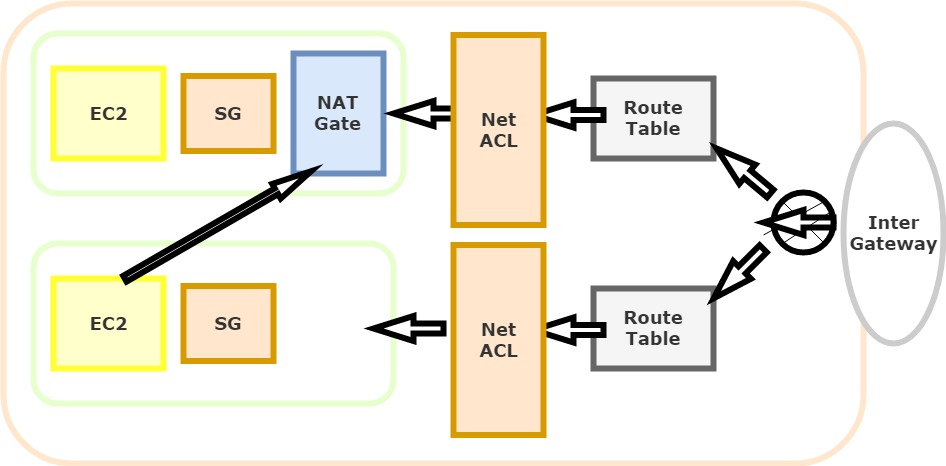 EC2
SG
NAT
Gate
Net
ACL
Route
Table
Inter
Gateway
EC2
SG
Net
ACL
Route
Table